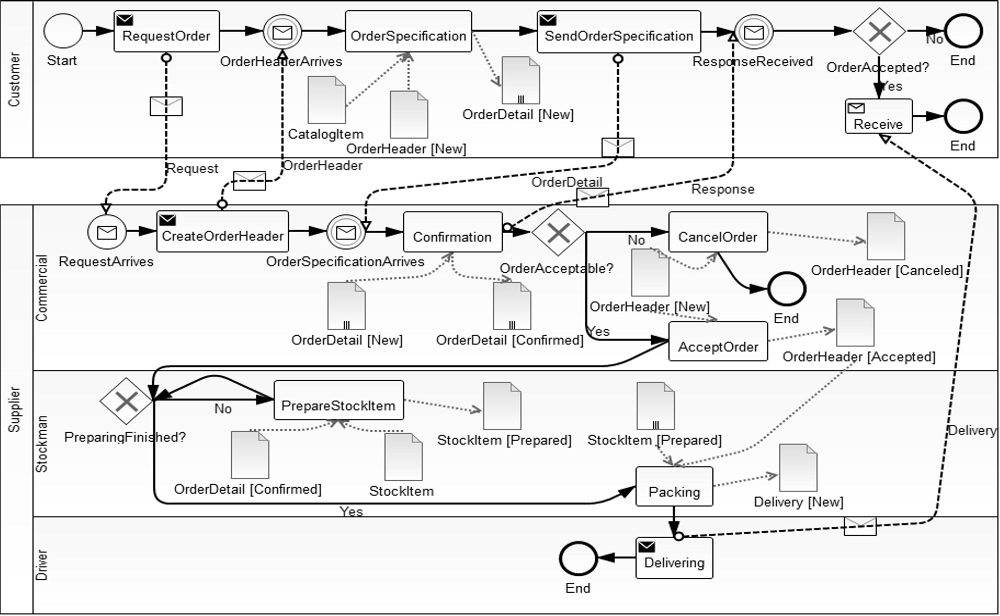 Customer
Start
RequestOrder
OrderHeaderArrives
OrderSpecification
SendOrderSpecification
ResponseReceived
OrderAccepted?
No
End
Yes
Receive
End
CatalogItem
OrderHeader [New]
OrderDetail [New]
Request
OrderHeader
OrderDetail
Response
Supplier
Commercial
RequestArrives
CreateOrderHeader
OrderSpecificationArrives
Confirmation
OrderAcceptable?
No
CancelOrder
OrderHeader [Canceled]
End
OrderHeader [New]
OrderDetail [New]
OrderDetail [Confirmed]
Yes
AcceptOrder
OrderHeader [Accepted]
Stockman
PreparingFinished?
No
PrepareStockItem
StockItem [Prepared]
StockItem [Prepared]
OrderDetail [Confirmed]
StockItem
Delivery
Yes
Packing
Delivery [New]
Driver
Delivering
End